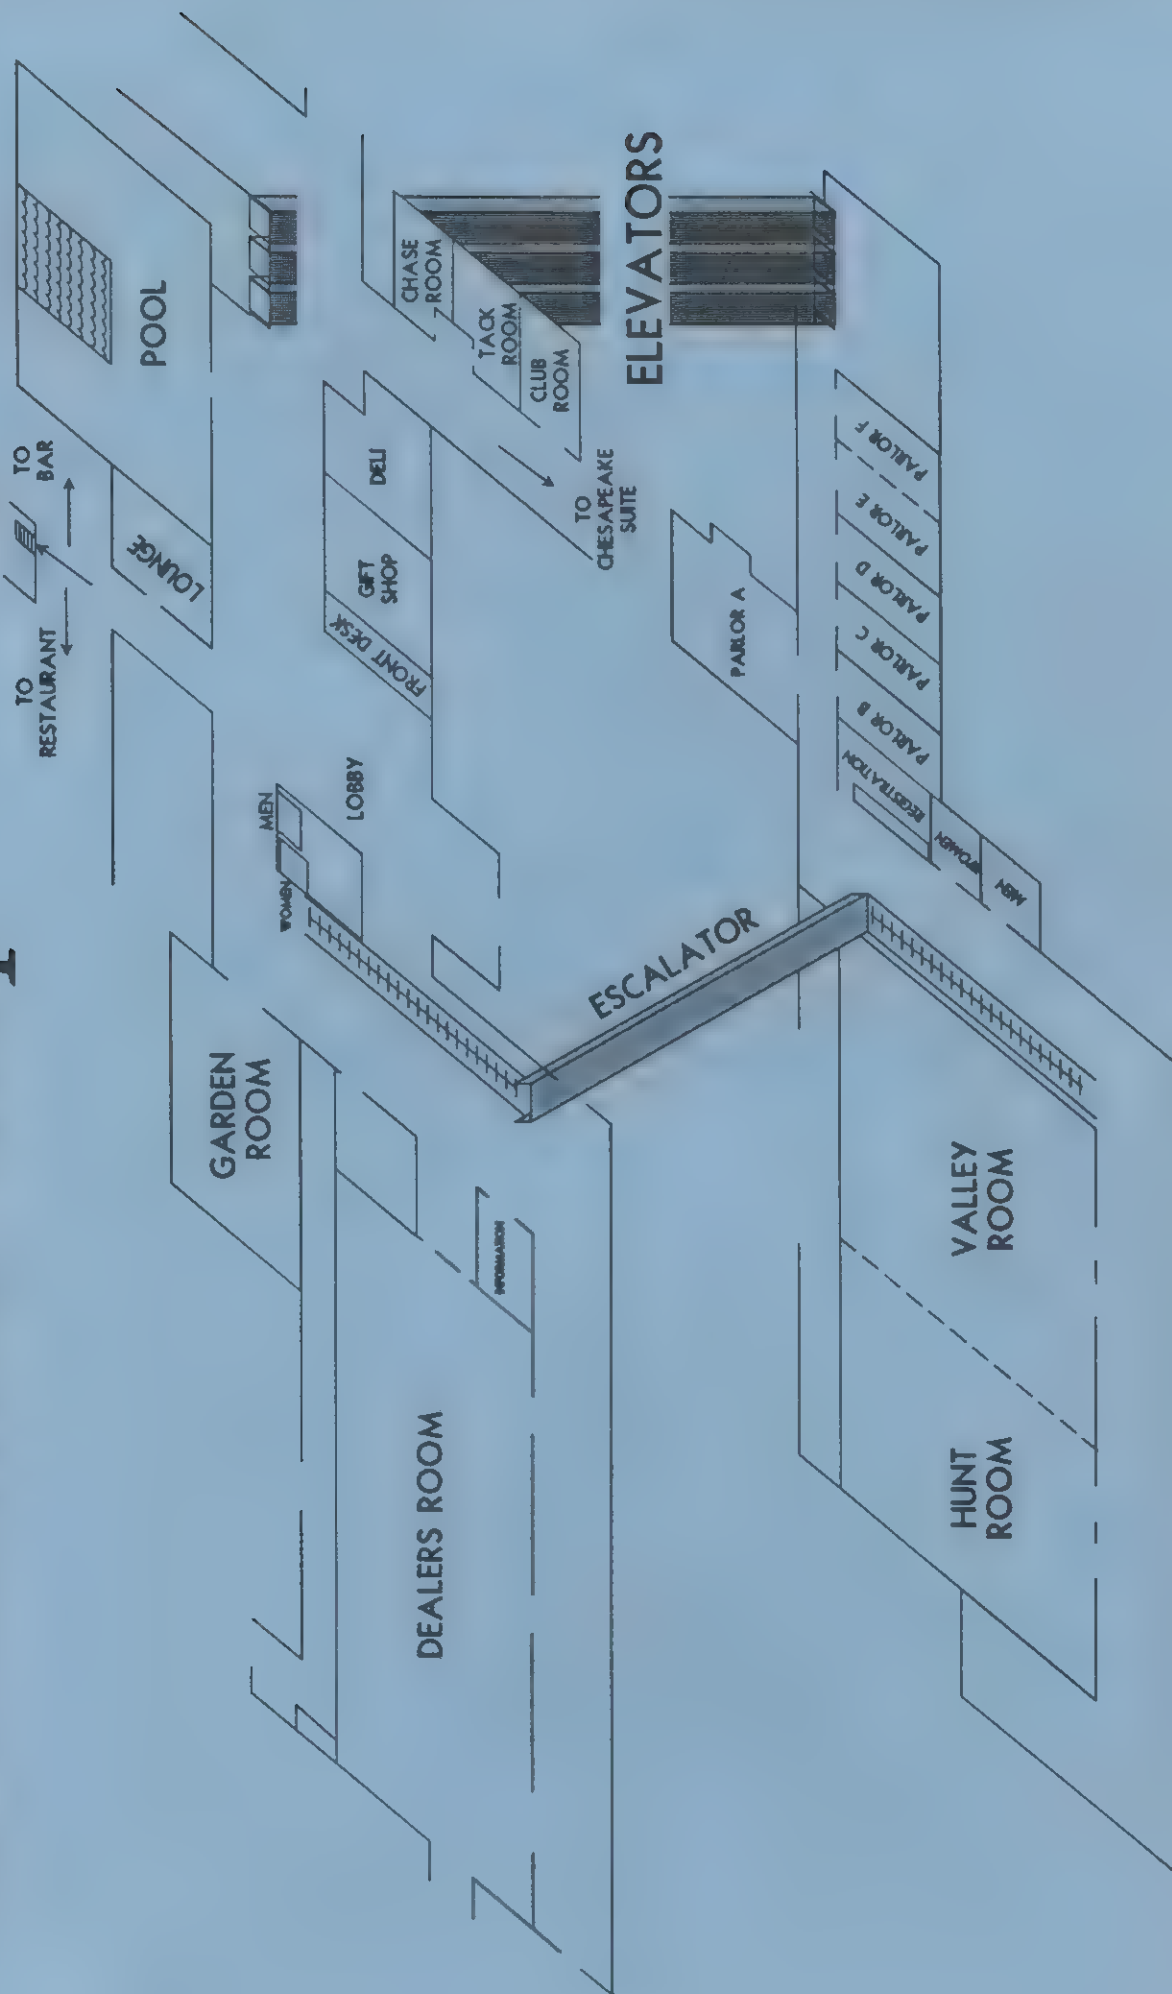 TO
RESTAURANT
TO
BAR
POOL
LOUNGE
GARDEN
ROOM
WOMEN
MEN
LOBBY
FRONT DESK
GIFT
SHOP
DELI
CHASE
ROOM
TACK
ROOM
CLUB
ROOM
TO
CHESAPEAKE
SUITE
ELEVATORS
DEALERS ROOM
INFORMATION
ESCALATOR
PARLOR A
PARLOR B
PARLOR C
PARLOR D
PARLOR E
PARLOR F
REGISTRATION
WOMEN
MEN
HUNT
ROOM
VALLEY
ROOM